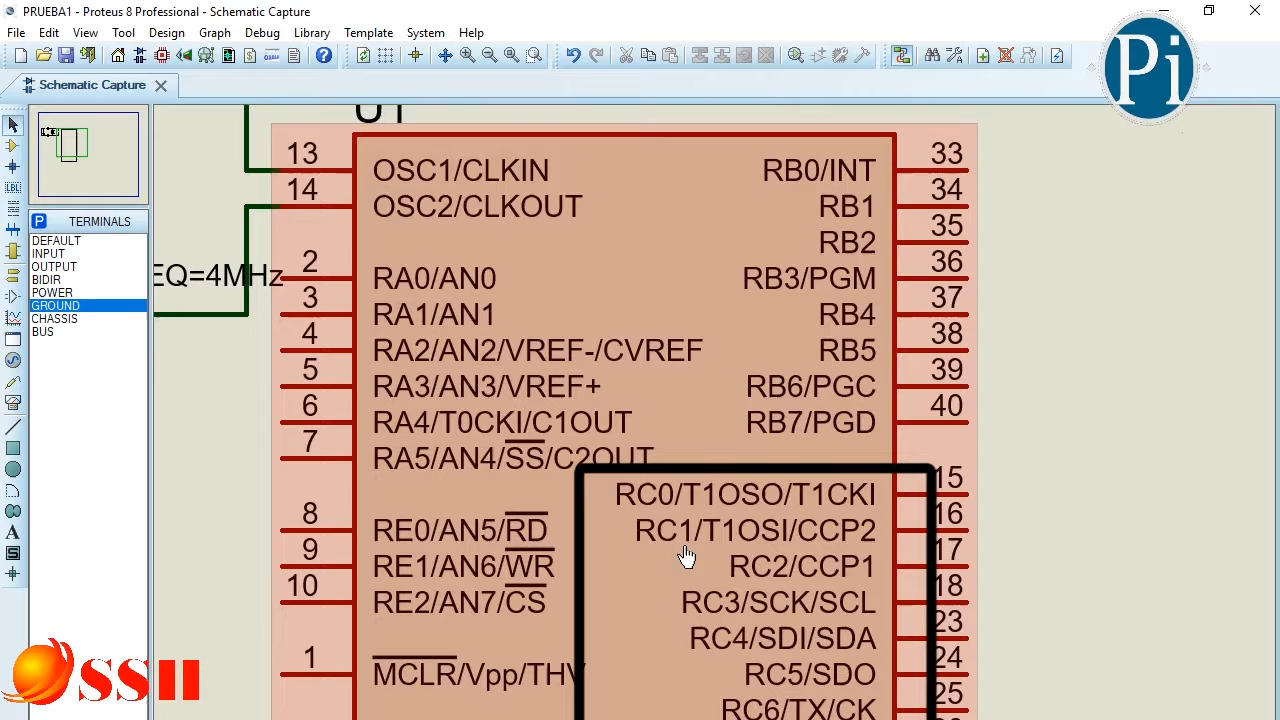 PRUEBA1 - Proteus 8 Professional - Schematic Capture
File Edit View Tool Design Graph Debug Library Template System Help
Schematic Capture
Pi
U1
TERMINALS
DEFAULT
INPUT
OUTPUT
BIDIR
POWER
GROUND
CHASSIS
BUS
EQ=4MHz
13 OSC1/CLKIN RB0/INT 33
14 OSC2/CLKOUT RB1 34
RB2 35
2 RA0/AN0 RB3/PGM 36
3 RA1/AN1 RB4 37
4 RA2/AN2/VREF-/CVREF RB5 38
5 RA3/AN3/VREF+ RB6/PGC 39
6 RA4/T0CKI/C1OUT RB7/PGD 40
7 RA5/AN4/SS/C2OUT
RC0/T1OSO/T1CKI 15
8 RE0/AN5/RD RC1/T1OSI/CCP2 16
9 RE1/AN6/WR RC2/CCP1 17
10 RE2/AN7/CS RC3/SCK/SCL 18
RC4/SDI/SDA 23
1 MCLR/Vpp/THV RC5/SDO 24
RC6/TX/CK 25
SSII